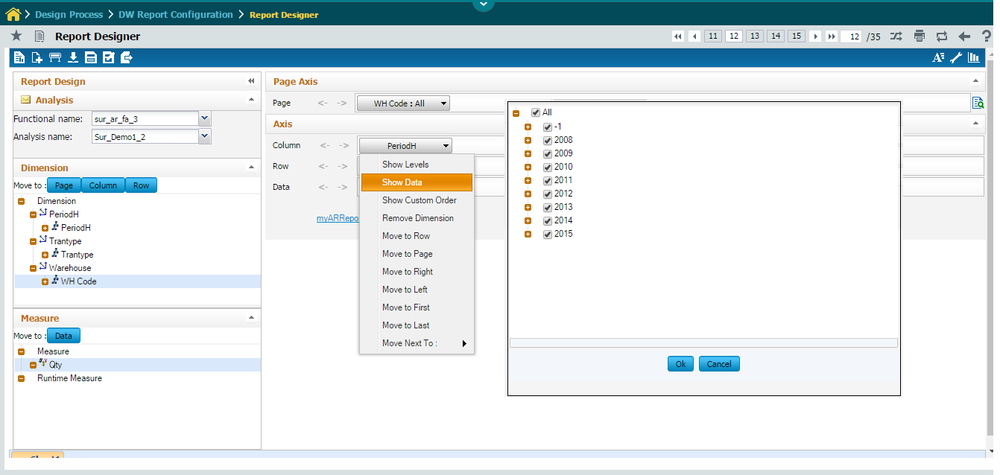 Design Process DW Report Configuration Report Designer
Report Designer 11 12 13 14 15 12 /35 ?
Report Design
Analysis
Functional name: sur_ar_fa_3
Analysis name: Sur_Demo1_2
Dimension
Move to : Page Column Row
Dimension
PeriodH
PeriodH
Trantype
Trantype
Warehouse
WH Code
Measure
Move to : Data
Measure
Qty
Runtime Measure
Page Axis
Page <- -> WH Code : All
Axis
Column <- -> PeriodH
Row <- ->
Data <- ->
myARRepo
Show Levels
Show Data
Show Custom Order
Remove Dimension
Move to Row
Move to Page
Move to Right
Move to Left
Move to First
Move to Last
Move Next To :
All
-1
2008
2009
2010
2011
2012
2013
2014
2015
Ok Cancel